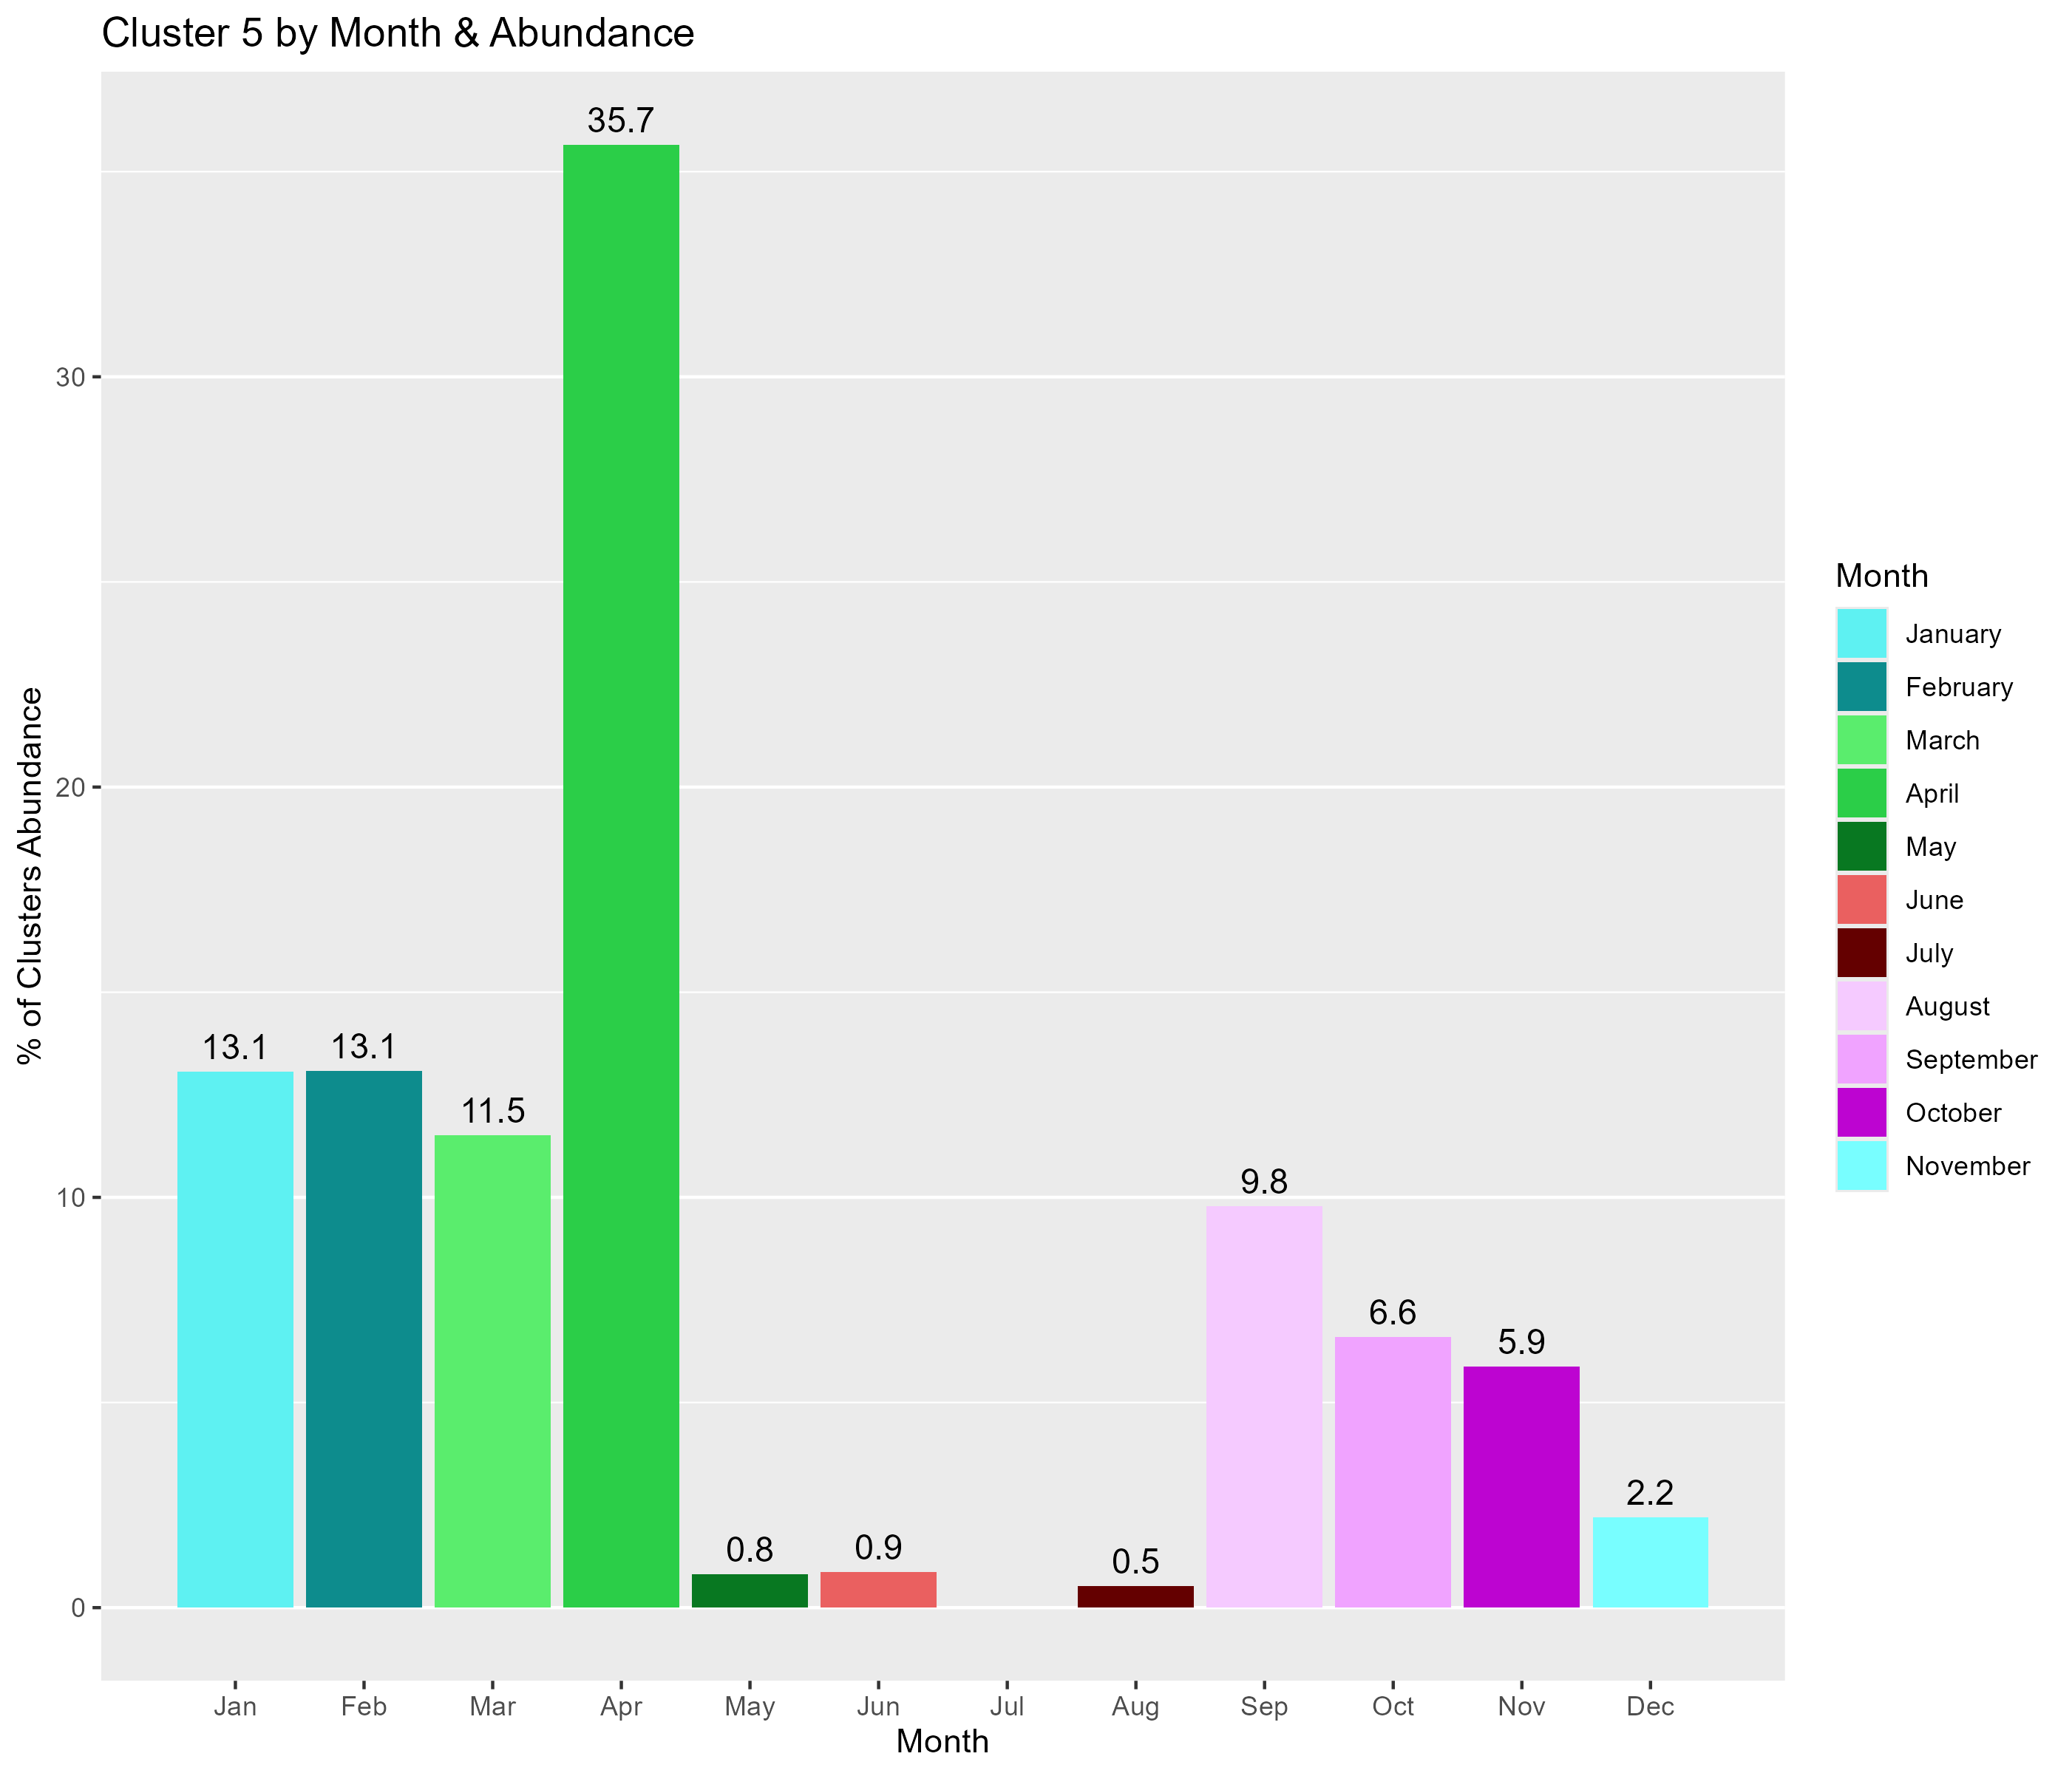 Cluster 5 by Month & Abundance
% of Clusters Abundance
30
20
10
0
13.1
13.1
11.5
35.7
0.8
0.9
0.5
9.8
6.6
5.9
2.2
Jan Feb Mar Apr May Jun Jul Aug Sep Oct Nov Dec
Month
Month
January
February
March
April
May
June
July
August
September
October
November